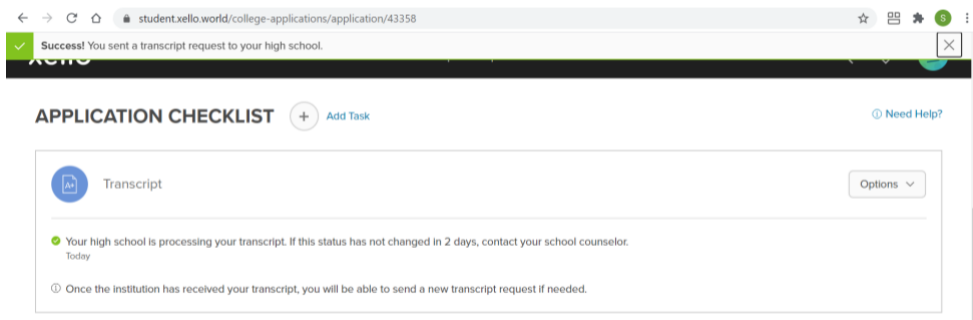 student.xello.world/college-applications/application/43358
S
Success! You sent a transcript request to your high school.
APPLICATION CHECKLIST + Add Task
Need Help?
A+ Transcript
Options
Your high school is processing your transcript. If this status has not changed in 2 days, contact your school counselor.
Today
Once the institution has received your transcript, you will be able to send a new transcript request if needed.